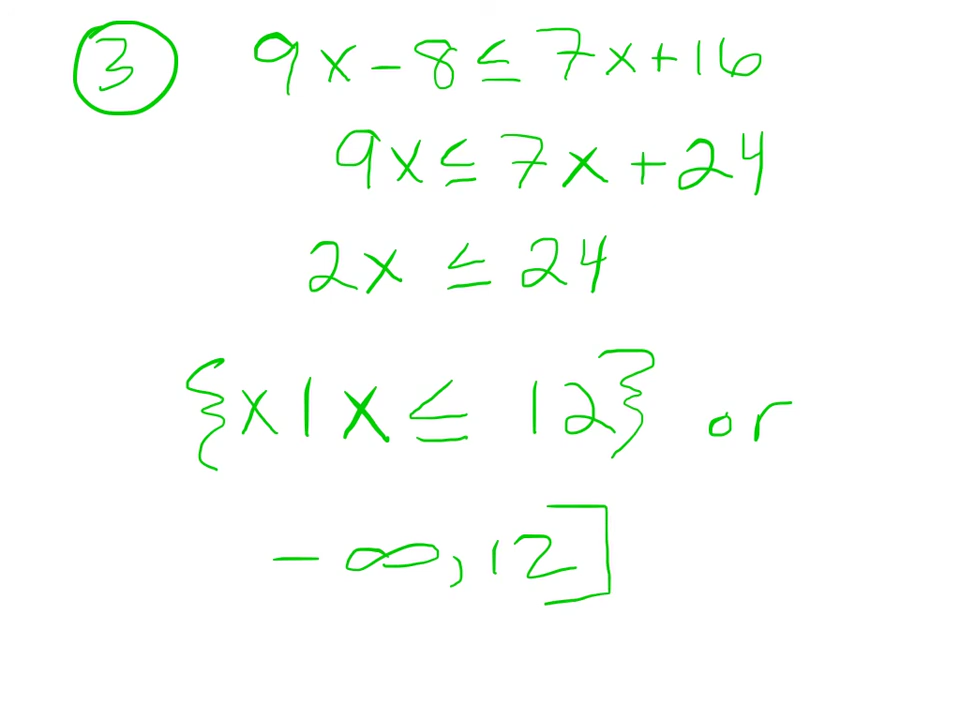 3 9x - 8 ≤ 7x + 16
9x ≤ 7x + 24
2x ≤ 24
{x | x ≤ 12} or
-∞, 12]